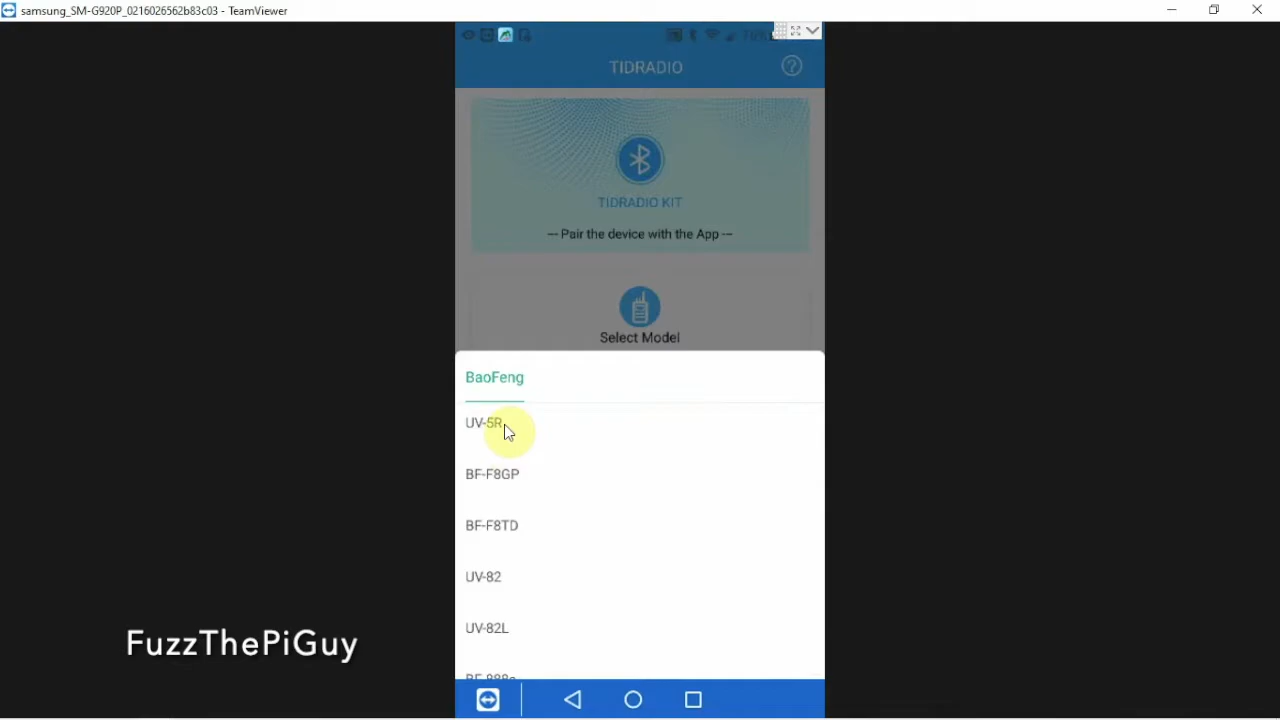 samsung_SM-G920P_0216026562b83c03 - TeamViewer
76%
TIDRADIO
TIDRADIO KIT
--- Pair the device with the App ---
Select Model
BaoFeng
UV-5R
BF-F8GP
BF-F8TD
UV-82
UV-82L
FuzzThePiGuy